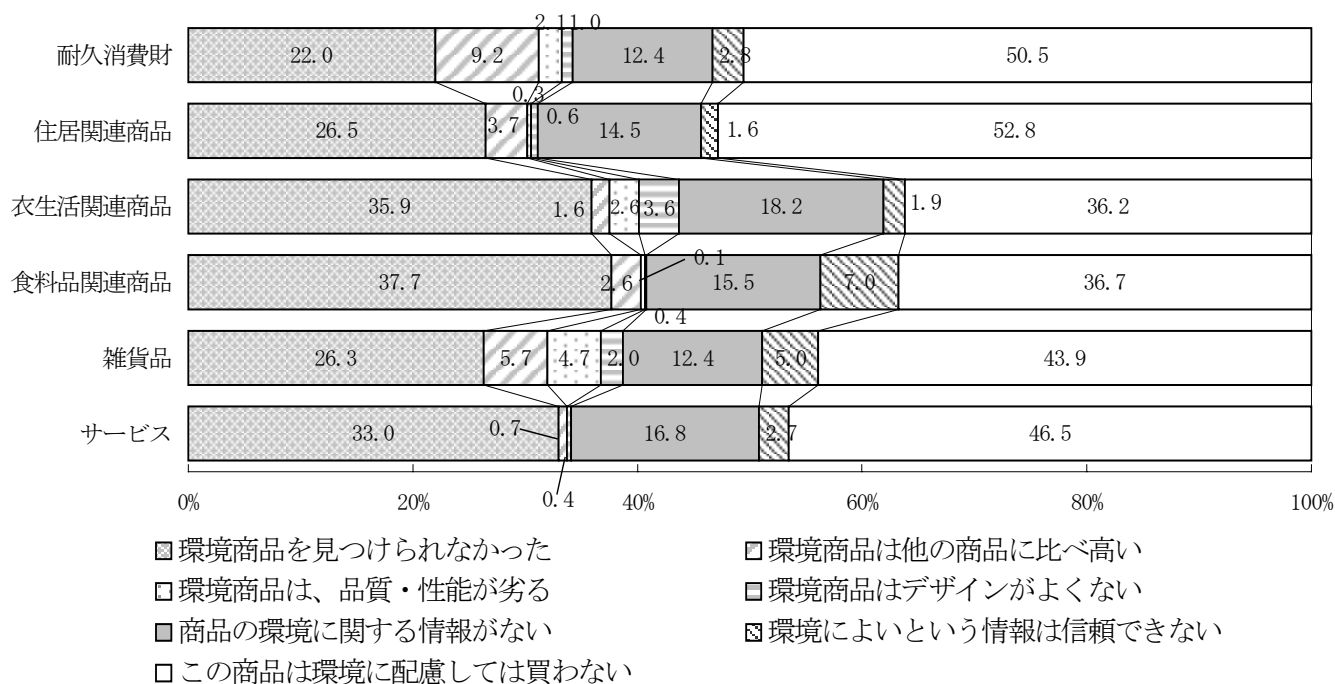 2.1 1.0
耐久消費財 22.0 9.2 12.4 2.8 50.5
0.3
住居関連商品 26.5 3.7 0.6 14.5 1.6 52.8
衣生活関連商品 35.9 1.6 2.6 3.6 18.2 1.9 36.2
0.1
食料品関連商品 37.7 2.6 15.5 7.0 36.7
0.4
雑貨品 26.3 5.7 4.7 2.0 12.4 5.0 43.9
サービス 33.0 0.7 16.8 2.7 46.5
0.4
0% 20% 40% 60% 80% 100%
環境商品を見つけられなかった 環境商品は他の商品に比べ高い
環境商品は、品質・性能が劣る 環境商品はデザインがよくない
商品の環境に関する情報がない 環境によいという情報は信頼できない
この商品は環境に配慮しては買わない